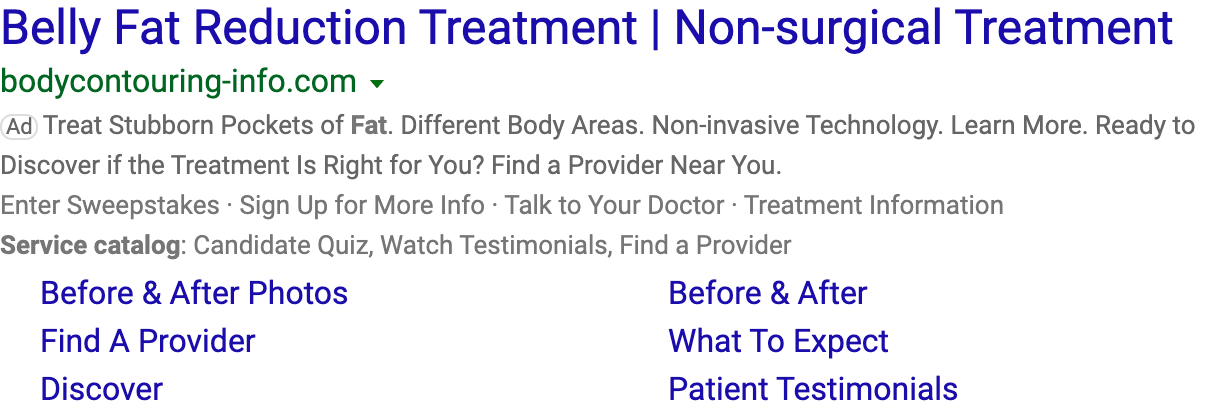 Belly Fat Reduction Treatment | Non-surgical Treatment
bodycontouring-info.com
Ad Treat Stubborn Pockets of Fat. Different Body Areas. Non-invasive Technology. Learn More. Ready to
Discover if the Treatment Is Right for You? Find a Provider Near You.
Enter Sweepstakes · Sign Up for More Info · Talk to Your Doctor · Treatment Information
Service catalog: Candidate Quiz, Watch Testimonials, Find a Provider
Before & After Photos Before & After
Find A Provider What To Expect
Discover Patient Testimonials